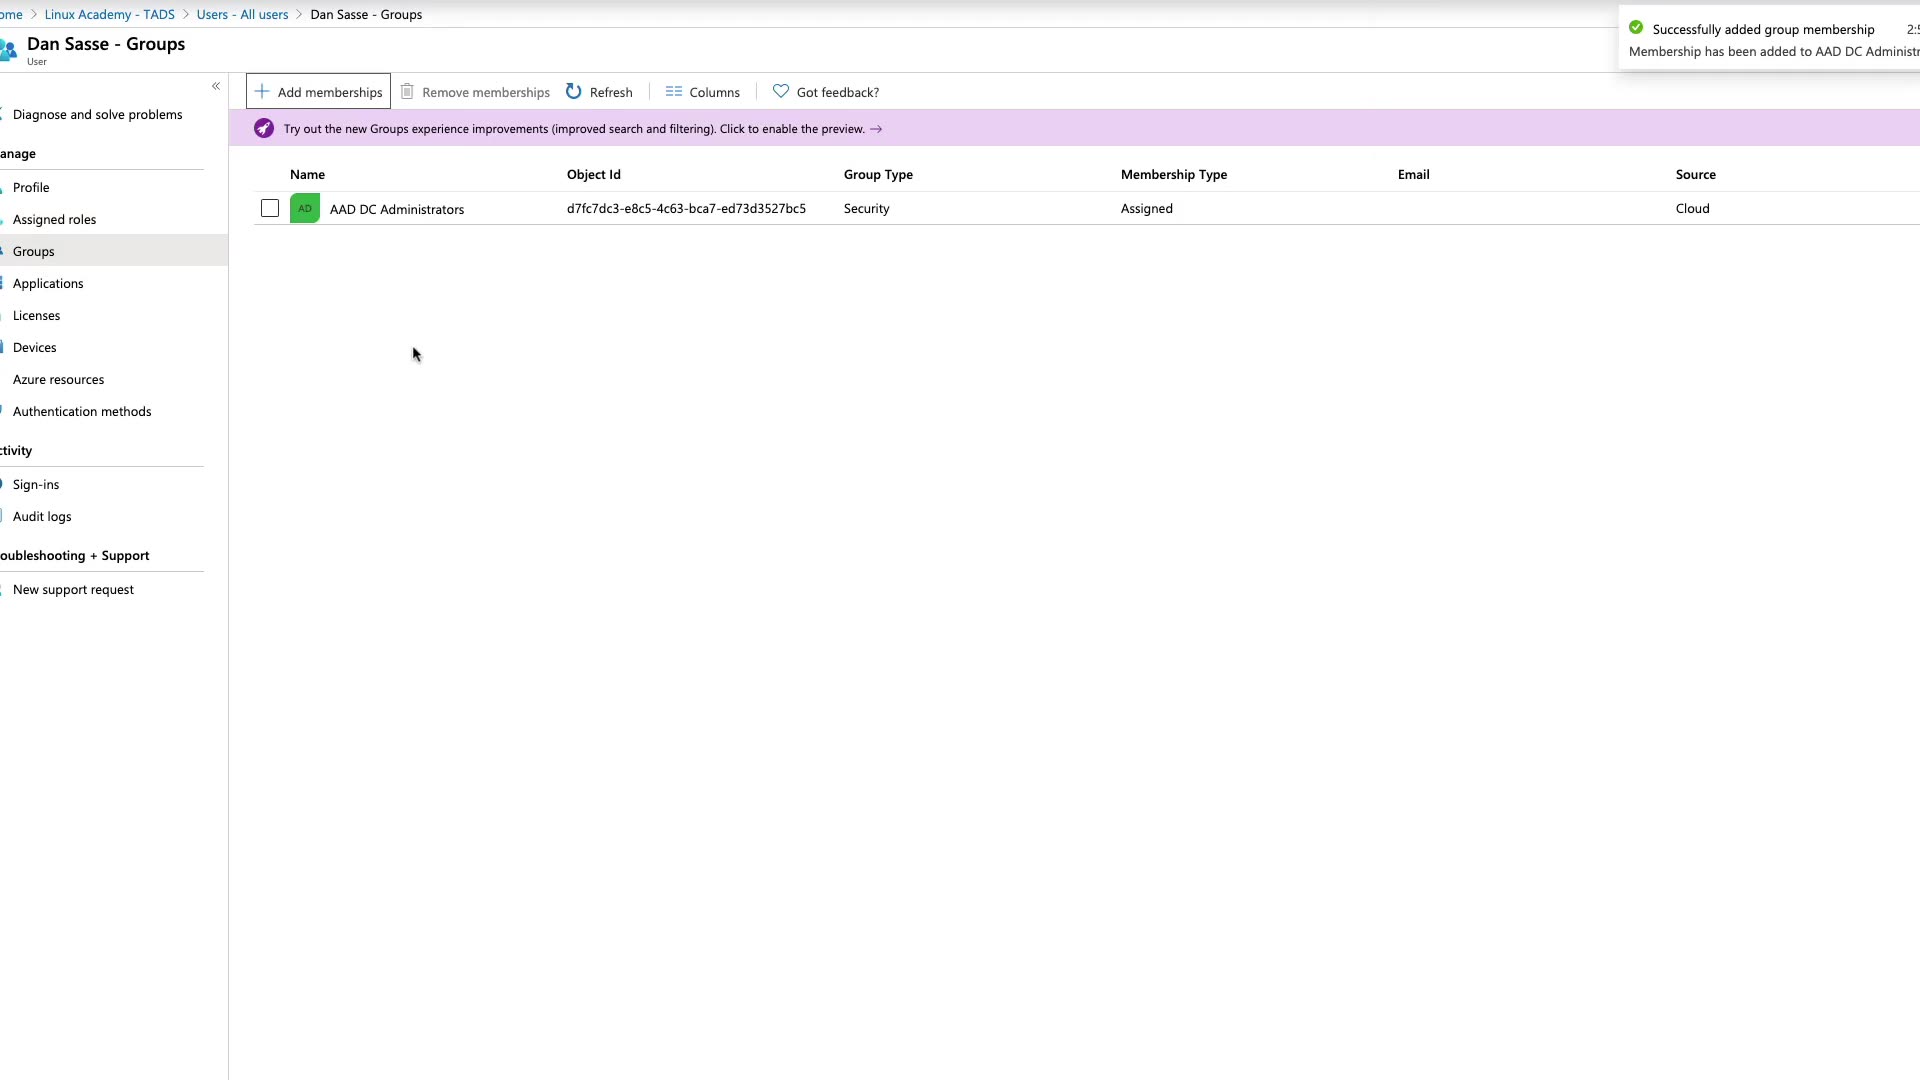 ome > Linux Academy - TADS > Users - All users > Dan Sasse - Groups
Dan Sasse - Groups
User
Successfully added group membership 2:5
Membership has been added to AAD DC Administr
«
Add memberships Remove memberships Refresh Columns Got feedback?
Try out the new Groups experience improvements (improved search and filtering). Click to enable the preview. →
Diagnose and solve problems
anage
Profile
Assigned roles
Groups
Applications
Licenses
Devices
Azure resources
Authentication methods
ctivity
Sign-ins
Audit logs
oubleshooting + Support
New support request
Name Object Id Group Type Membership Type Email Source
AD AAD DC Administrators d7fc7dc3-e8c5-4c63-bca7-ed73d3527bc5 Security Assigned Cloud